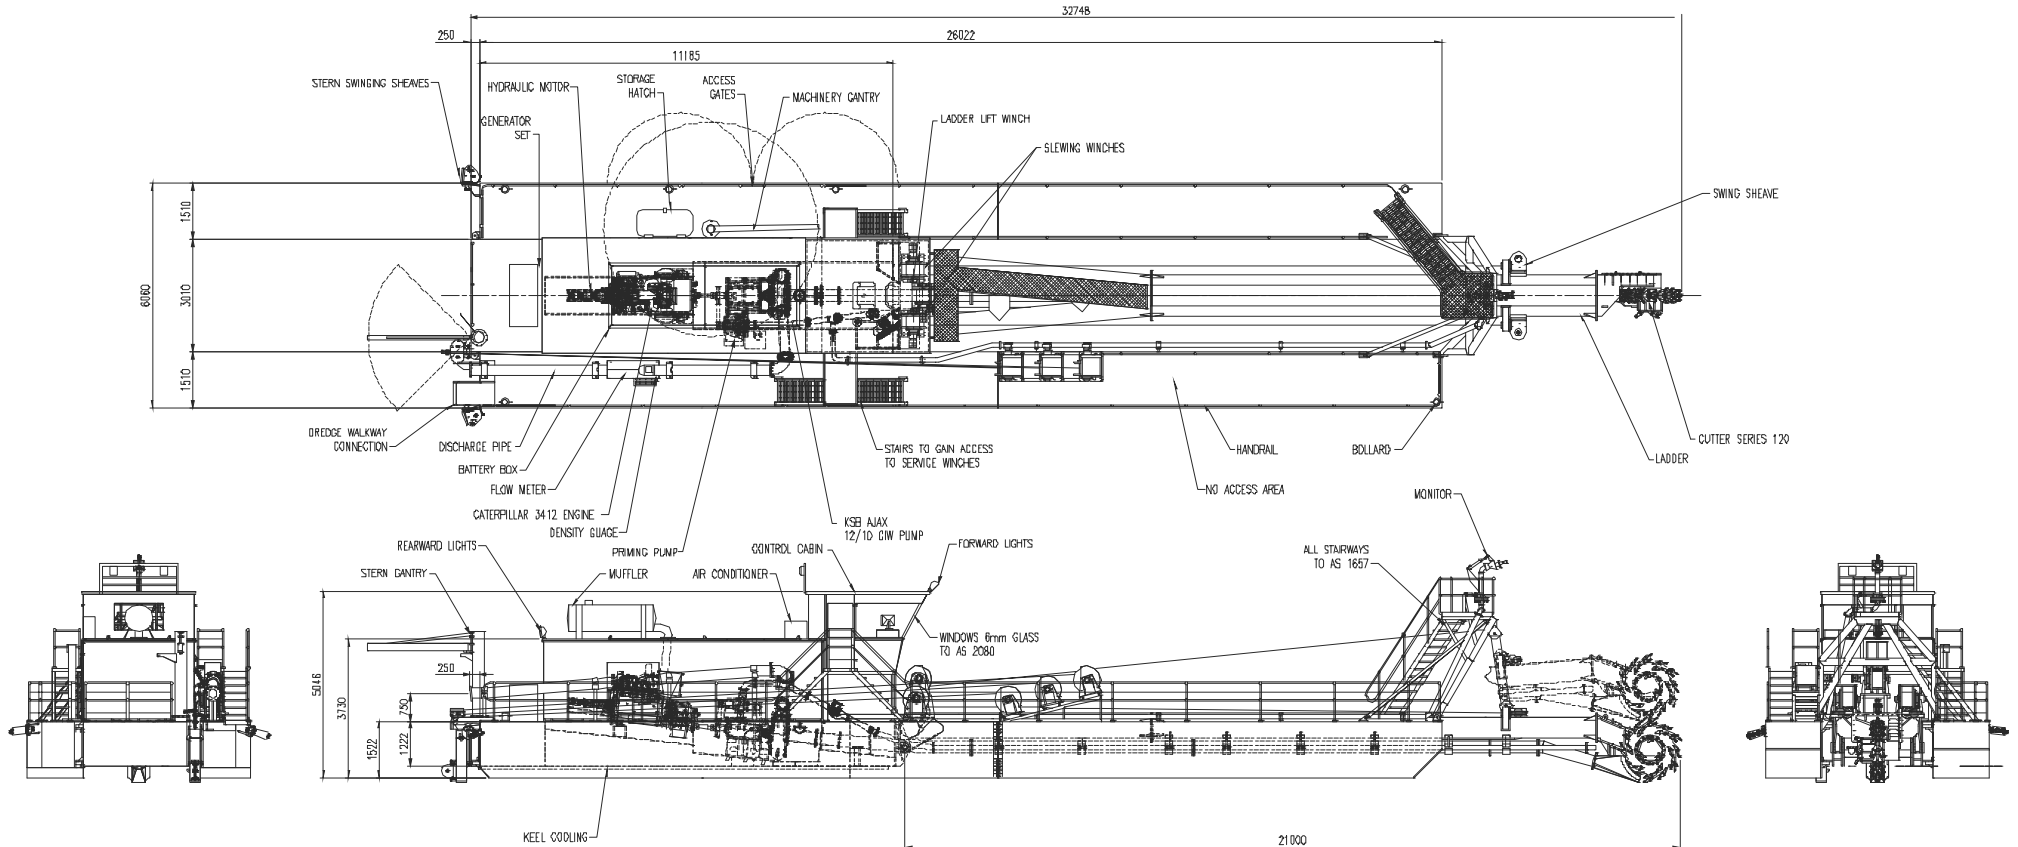 32748
250
26022
11185
STERN SWINGING SHEAVES
HYDRAULIC MOTOR
STORAGE
HATCH
ACCESS
GATES
MACHINERY GANTRY
GENERATOR
SET
LADDER LIFT WINCH
SLEWING WINCHES
SWING SHEAVE
6060
1510
3010
1510
DREDGE WALKWAY
CONNECTION
DISCHARGE PIPE
BATTERY BOX
FLOW METER
CATERPILLAR 3412 ENGINE
DENSITY GUAGE
PRIMING PUMP
KSB AJAX
12/10 GIW PUMP
STAIRS TO GAIN ACCESS
TO SERVICE WINCHES
NO ACCESS AREA
HANDRAIL
BOLLARD
LADDER
CUTTER SERIES 120
REARWARD LIGHTS
STERN GANTRY
MUFFLER
AIR CONDITIONER
CONTROL CABIN
FORWARD LIGHTS
WINDOWS 6mm GLASS
TO AS 2080
ALL STAIRWAYS
TO AS 1657
MONITOR
5046
3730
1522
250
750
1222
KEEL COOLING
21000